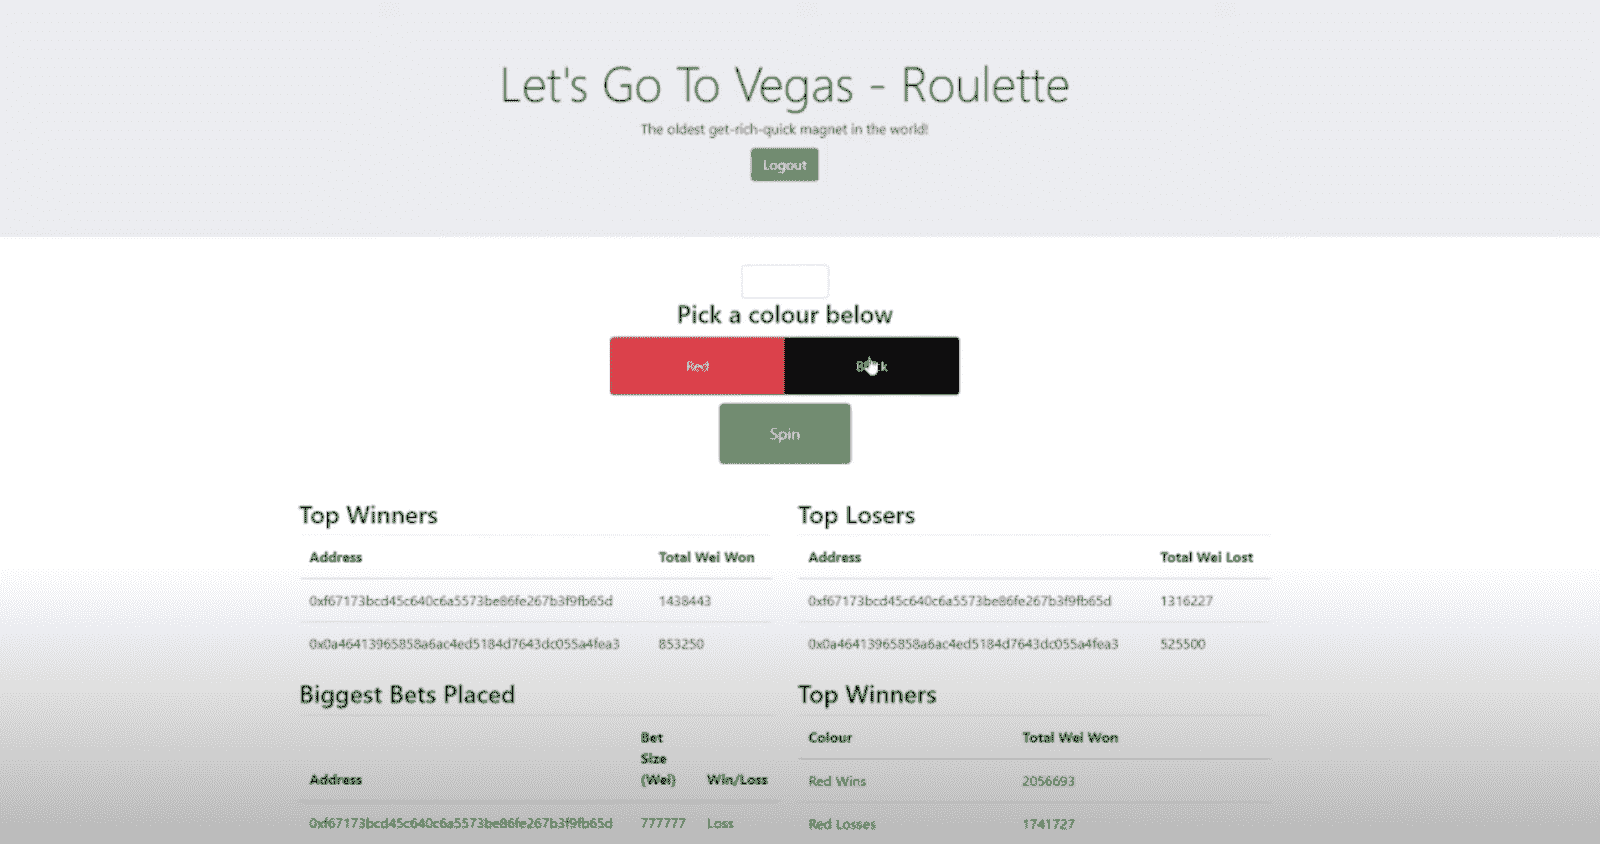 Let's Go To Vegas - Roulette
The oldest get-rich-quick magnet in the world!
Logout
Pick a colour below
Red
Spin
Top Winners
Address Total Wei Won
0xf67173bcd45c640c6a5573be86fe267b3f9fb65d 1438443
0x0a46413965858a6ac4ed5184d7643dc055a4fea3 853250
Top Losers
Address Total Wei Lost
0xf67173bcd45c640c6a5573be86fe267b3f9fb65d 1316227
0x0a46413965858a6ac4ed5184d7643dc055a4fea3 525500
Biggest Bets Placed
Address Bet Size (Wei) Win/Loss
0xf67173bcd45c640c6a5573be86fe267b3f9fb65d 777777 Loss
Top Winners
Colour Total Wei Won
Red Wins 2056693
Red Losses 1741727